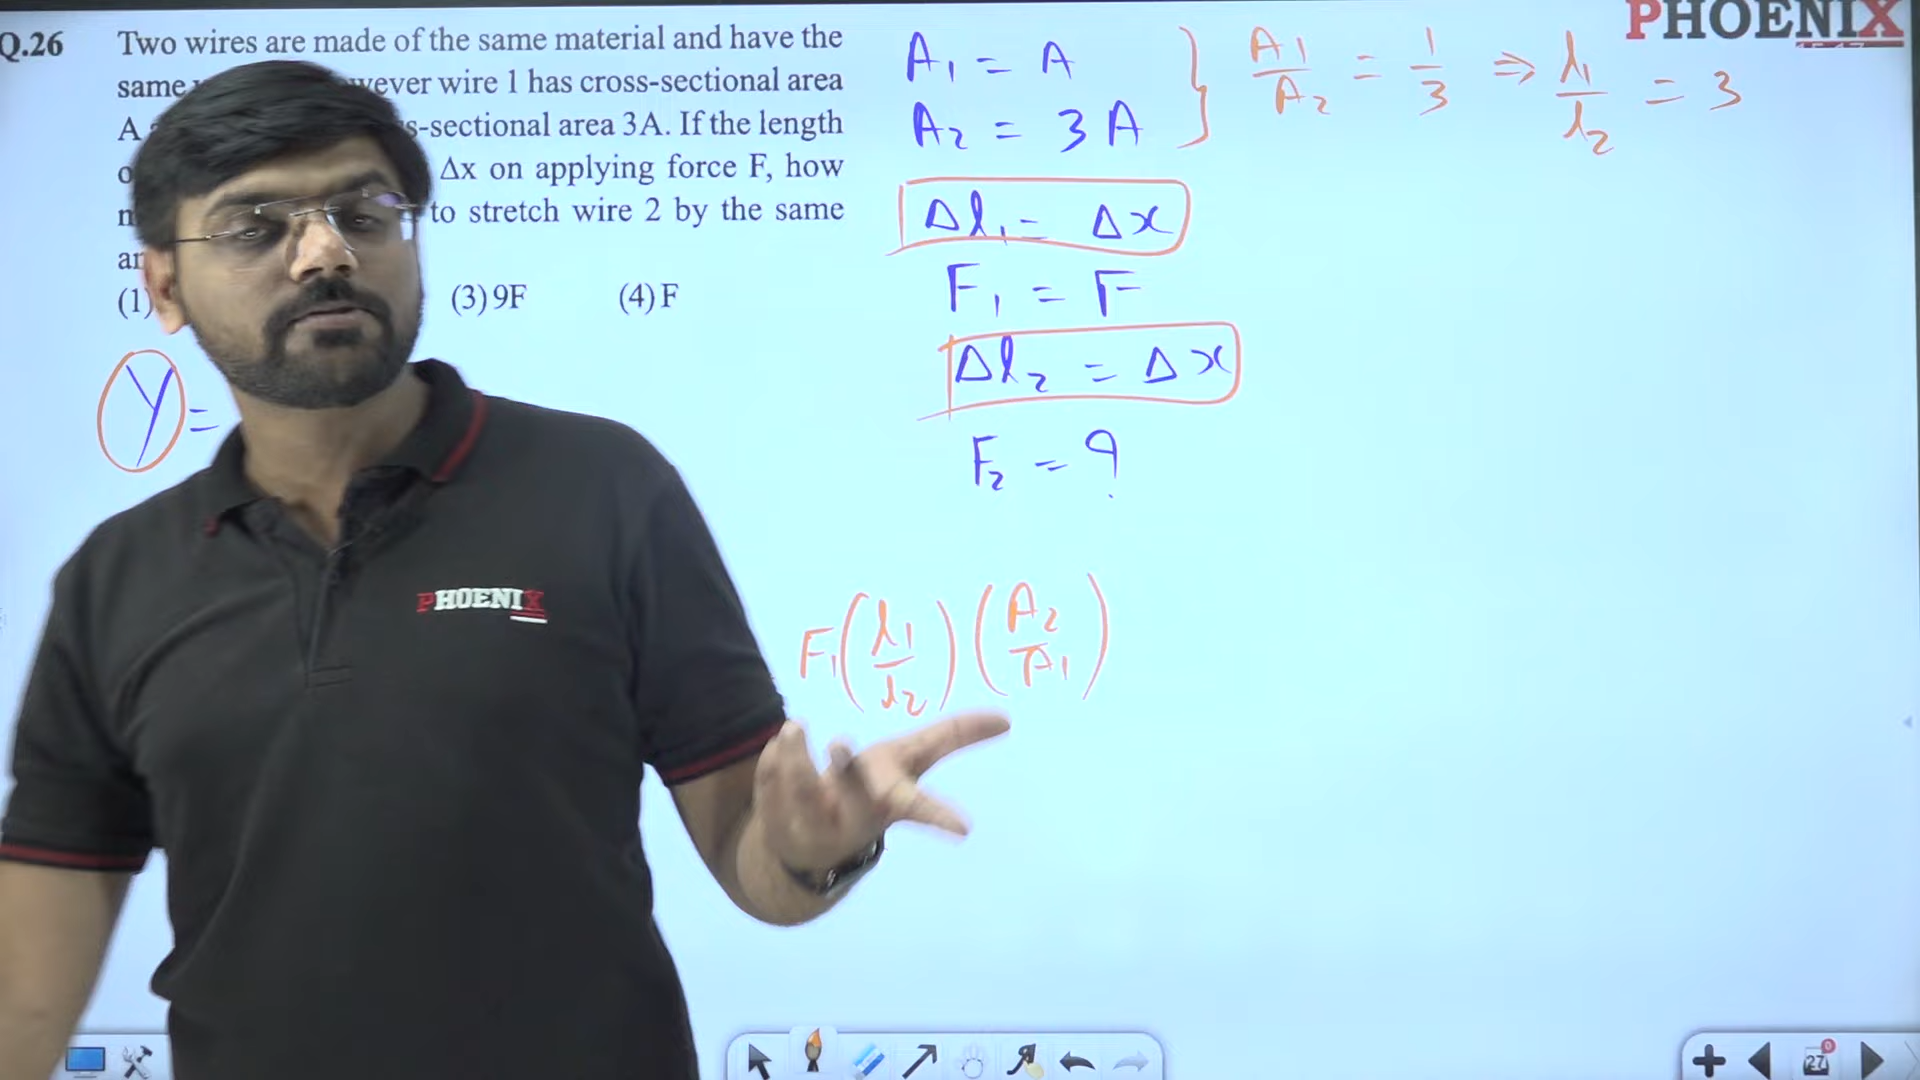 Q.26 Two wires are made of the same material and have the
same wever wire 1 has cross-sectional area
A s-sectional area 3A. If the length
Δx on applying force F, how
to stretch wire 2 by the same
(1) (3) 9F (4) F
Y =
A₁ = A
A₂ = 3A
A₁/A₂ = 1/3 ⇒ l₁/l₂ = 3
Δl₁ = Δx
F₁ = F
Δl₂ = Δx
F₂ = ?
F₁(l₁/l₂)(A₂/A₁)
PHOENIX
PHOENIX
27